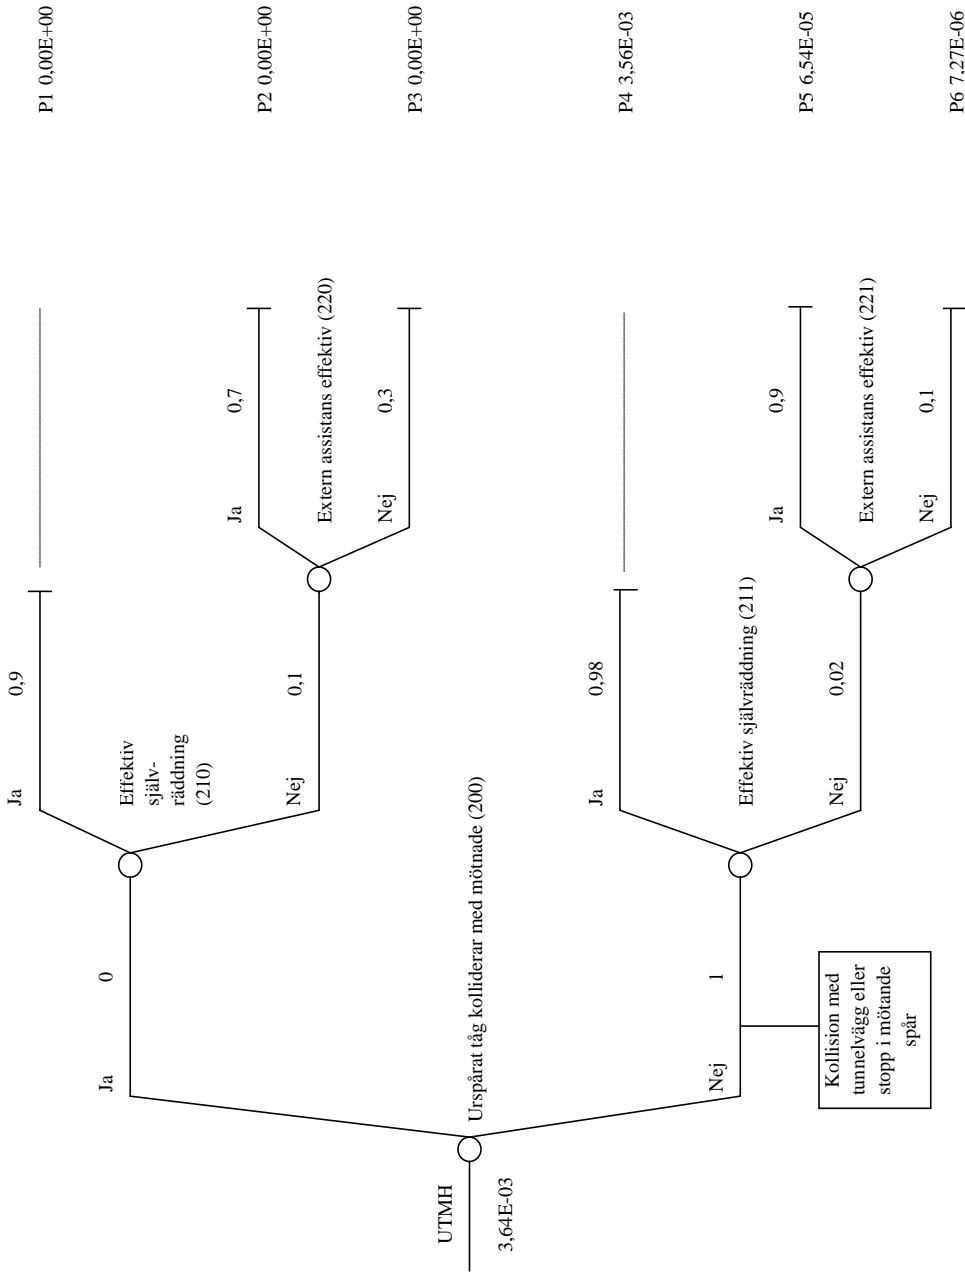 UTMH
3,64E-03
Urspårat tåg kolliderar med mötnade (200)
Ja
0
Nej
1
Kollision med
tunnelvägg eller
stopp i mötande
spår
Effektiv
själv-
räddning
(210)
Ja
0,9
Nej
0,1
Effektiv självräddning (211)
Ja
0,98
Nej
0,02
Extern assistans effektiv (220)
Ja
0,7
Nej
0,3
Extern assistans effektiv (221)
Ja
0,9
Nej
0,1
P1 0,00E+00
P2 0,00E+00
P3 0,00E+00
P4 3,56E-03
P5 6,54E-05
P6 7,27E-06